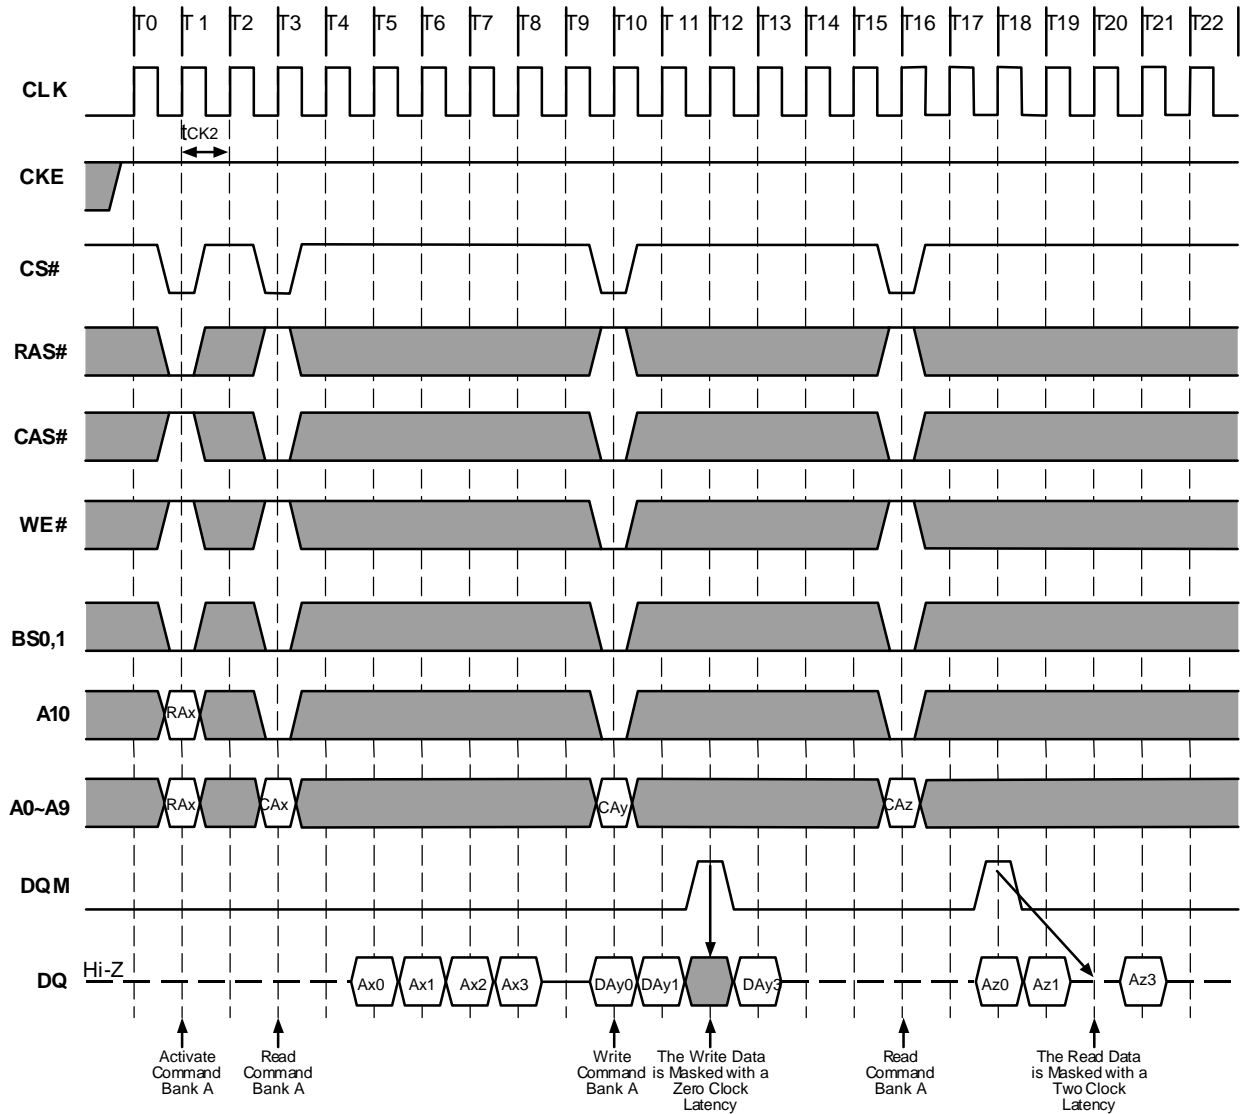 T0 T1 T2 T3 T4 T5 T6 T7 T8 T9 T10 T11 T12 T13 T14 T15 T16 T17 T18 T19 T20 T21 T22
CLK
tCK2
CKE
CS#
RAS#
CAS#
WE#
BS0,1
A10 RAx
A0~A9 RAx CAx CAy CAz
DQM
DQ Hi-Z Ax0 Ax1 Ax2 Ax3 DAy0 DAy1 DAy3 Az0 Az1 Az3
Activate
Command
Bank A
Read
Command
Bank A
Write
Command
Bank A
The Write Data
is Masked with a
Zero Clock
Latency
Read
Command
Bank A
The Read Data
is Masked with a
Two Clock
Latency